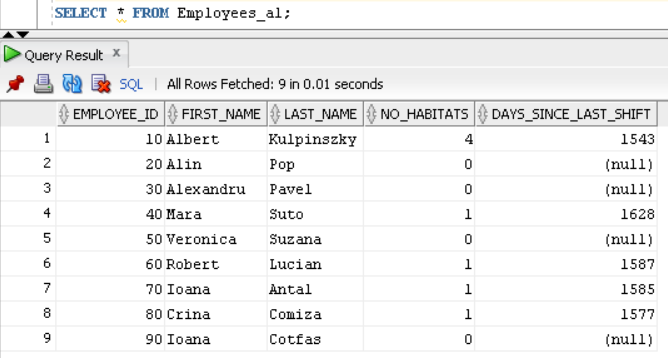 SELECT * FROM Employees_al;
Query Result x
SQL | All Rows Fetched: 9 in 0.01 seconds
EMPLOYEE_ID FIRST_NAME LAST_NAME NO_HABITATS DAYS_SINCE_LAST_SHIFT
1 10 Albert Kulpinszky 4 1543
2 20 Alin Pop 0 (null)
3 30 Alexandru Pavel 0 (null)
4 40 Mara Suto 1 1628
5 50 Veronica Suzana 0 (null)
6 60 Robert Lucian 1 1587
7 70 Ioana Antal 1 1585
8 80 Crina Comiza 1 1577
9 90 Ioana Cotfas 0 (null)